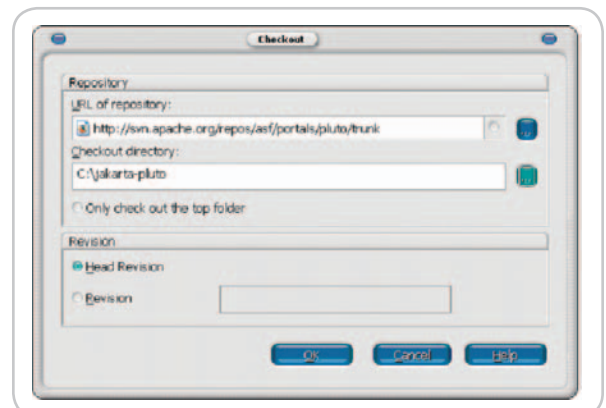 Checkout
Repository
URL of repository:
http://svn.apache.org/repos/asf/portals/pluto/trunk
Checkout directory:
C:\jakarta-pluto
Only check out the top folder
Revision
Head Revision
Revision
OK Cancel Help